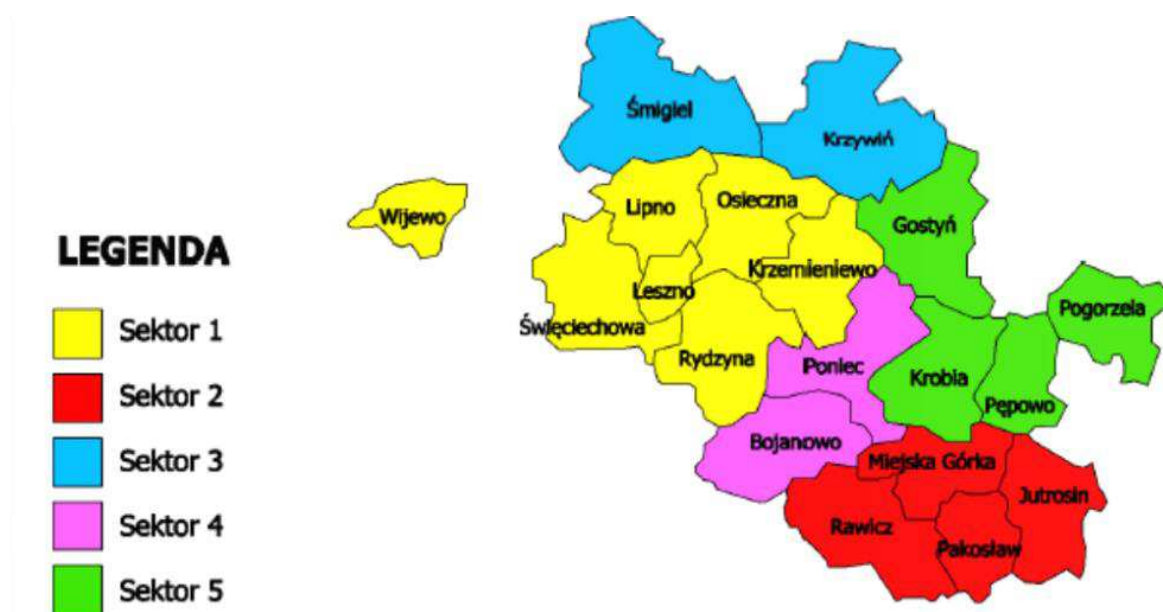 Śmigiel
Krzywiń
Wijewo
Lipno
Osieczna
Gostyń
LEGENDA
Krzemieniewo
Leszno
Pogorzela
Sektor 1
Święciechowa
Rydzyna
Poniec
Krobia
Sektor 2
Pępowo
Bojanowo
Sektor 3
Miejska Górka
Jutrosin
Sektor 4
Rawicz
Pakosław
Sektor 5